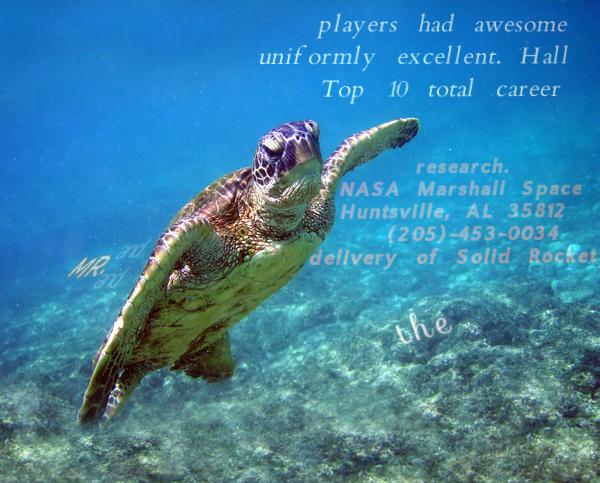 players had awesome
uniformly excellent. Hall
Top 10 total career
research.
NASA Marshall Space
Huntsville, AL 35812
(205)-453-0034
delivery of Solid Rocket
MR.
the